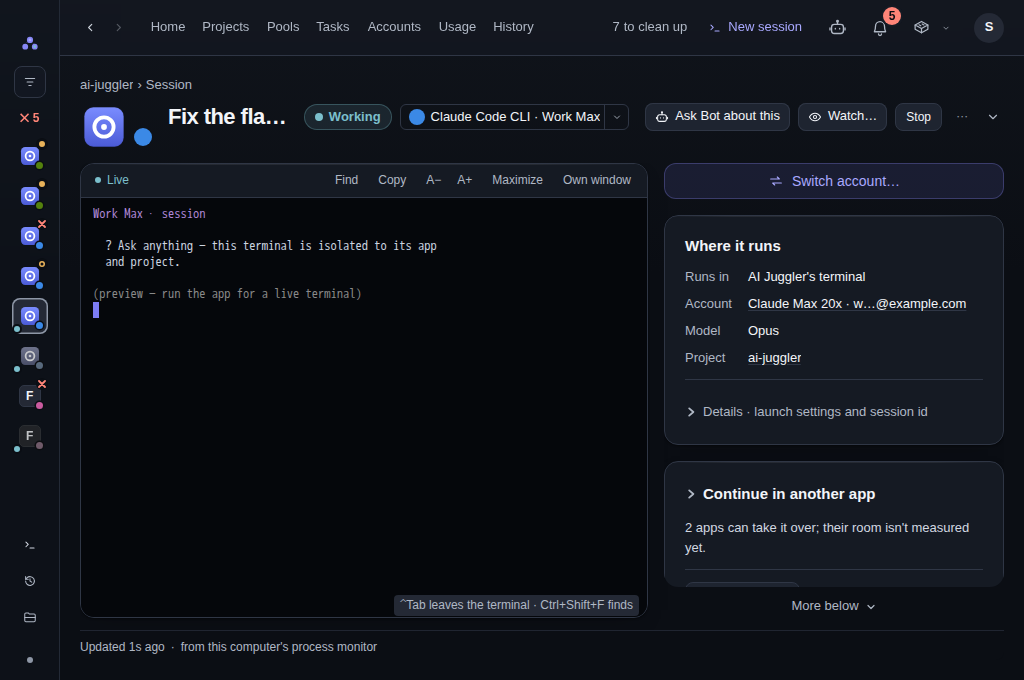 Home Projects Pools Tasks Accounts Usage History 7 to clean up New session 5 S
5
F
F
ai-juggler › Session
Fix the fla… Working Claude Code CLI · Work Max Ask Bot about this Watch… Stop ···
Live Find Copy A− A+ Maximize Own window
Work Max · session
? Ask anything — this terminal is isolated to its app
and project.
(preview — run the app for a live terminal)
^Tab leaves the terminal · Ctrl+Shift+F finds
Switch account…
Where it runs
Runs in AI Juggler's terminal
Account Claude Max 20x · w…@example.com
Model Opus
Project ai-juggler
Details · launch settings and session id
Continue in another app
2 apps can take it over; their room isn't measured
yet.
More below
Updated 1s ago · from this computer's process monitor